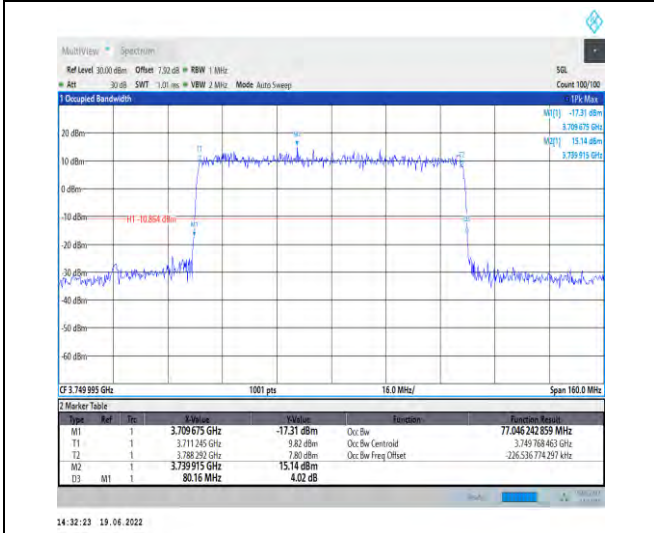 MultiView Spectrum
Ref Level 30.00 dBm Offset 7.92 dB RBW 1 MHz SGL
Att 30 dB SWT 1.01 ms VBW 2 MHz Mode Auto Sweep Count 100/100
1 Occupied Bandwidth 1Pk Max
M1[1] -17.31 dBm
3.709 675 GHz
M2[1] 15.14 dBm
3.739 915 GHz
20 dBm
10 dBm
0 dBm
-10 dBm
H1 -10.864 dBm
-20 dBm
-30 dBm
-40 dBm
-50 dBm
-60 dBm
T1
M2
T2
M1
CF 3.749 995 GHz 1001 pts 16.0 MHz/ Span 160.0 MHz
2 Marker Table
Type Ref Trc X-Value Y-Value Function Function Result
M1 1 3.709 675 GHz -17.31 dBm Occ Bw 77.046 242 859 MHz
T1 1 3.711 245 GHz 9.82 dBm Occ Bw Centroid 3.749 768 463 GHz
T2 1 3.788 292 GHz 7.80 dBm Occ Bw Freq Offset -226.536 774 297 kHz
M2 1 3.739 915 GHz 15.14 dBm
D3 M1 1 80.16 MHz 4.02 dB
14:32:23 19.06.2022